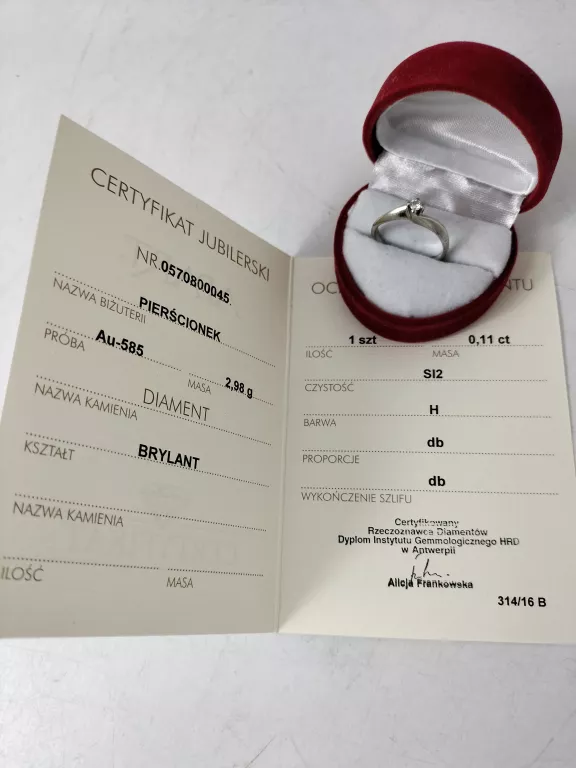 CERTYFIKAT JUBILERSKI
NR.0570800045
NAZWA BIŻUTERII
PIERŚCIONEK
PRÓBA Au-585
MASA 2,98 g
NAZWA KAMIENIA DIAMENT
KSZTAŁT BRYLANT
NAZWA KAMIENIA
ILOŚĆ MASA
OC NTU
1 szt 0,11 ct
ILOŚĆ MASA
SI2
CZYSTOŚĆ
H
BARWA
db
PROPORCJE
db
WYKOŃCZENIE SZLIFU
Certyfikowany
Rzeczoznawca Diamentów
Dyplom Instytutu Gemmologicznego HRD
w Antwerpii
Alicja Frankowska
314/16 B